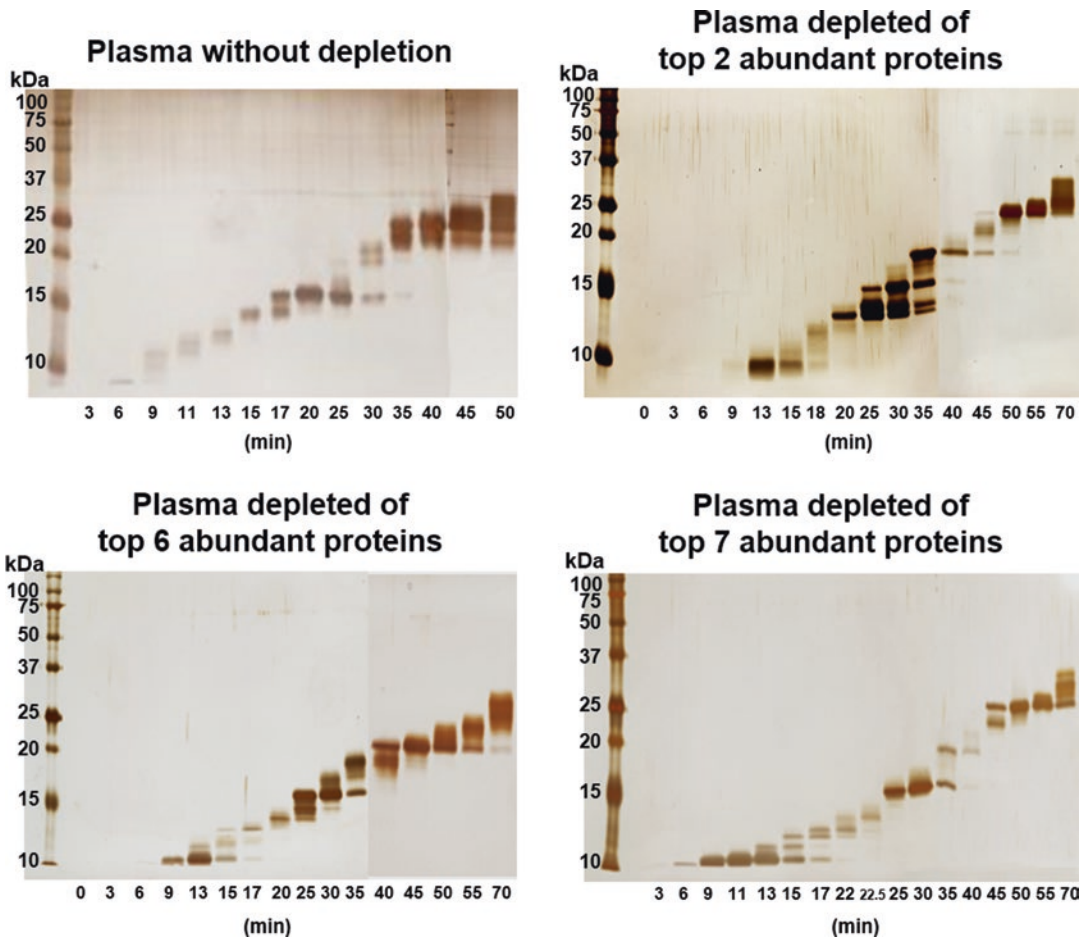 Plasma without depletion
kDa
100
75
50
37
25
20
15
10
3 6 9 11 13 15 17 20 25 30 35 40 45 50
(min)
Plasma depleted of
top 2 abundant proteins
kDa
100
75
50
37
25
20
15
10
0 3 6 9 13 15 18 20 25 30 35 40 45 50 55 70
(min)
Plasma depleted of
top 6 abundant proteins
kDa
100
75
50
37
25
20
15
10
0 3 6 9 13 15 17 20 25 30 35 40 45 50 55 70
(min)
Plasma depleted of
top 7 abundant proteins
kDa
100
75
50
37
25
20
15
10
3 6 9 11 13 15 17 22 22.5 25 30 35 40 45 50 55 70
(min)